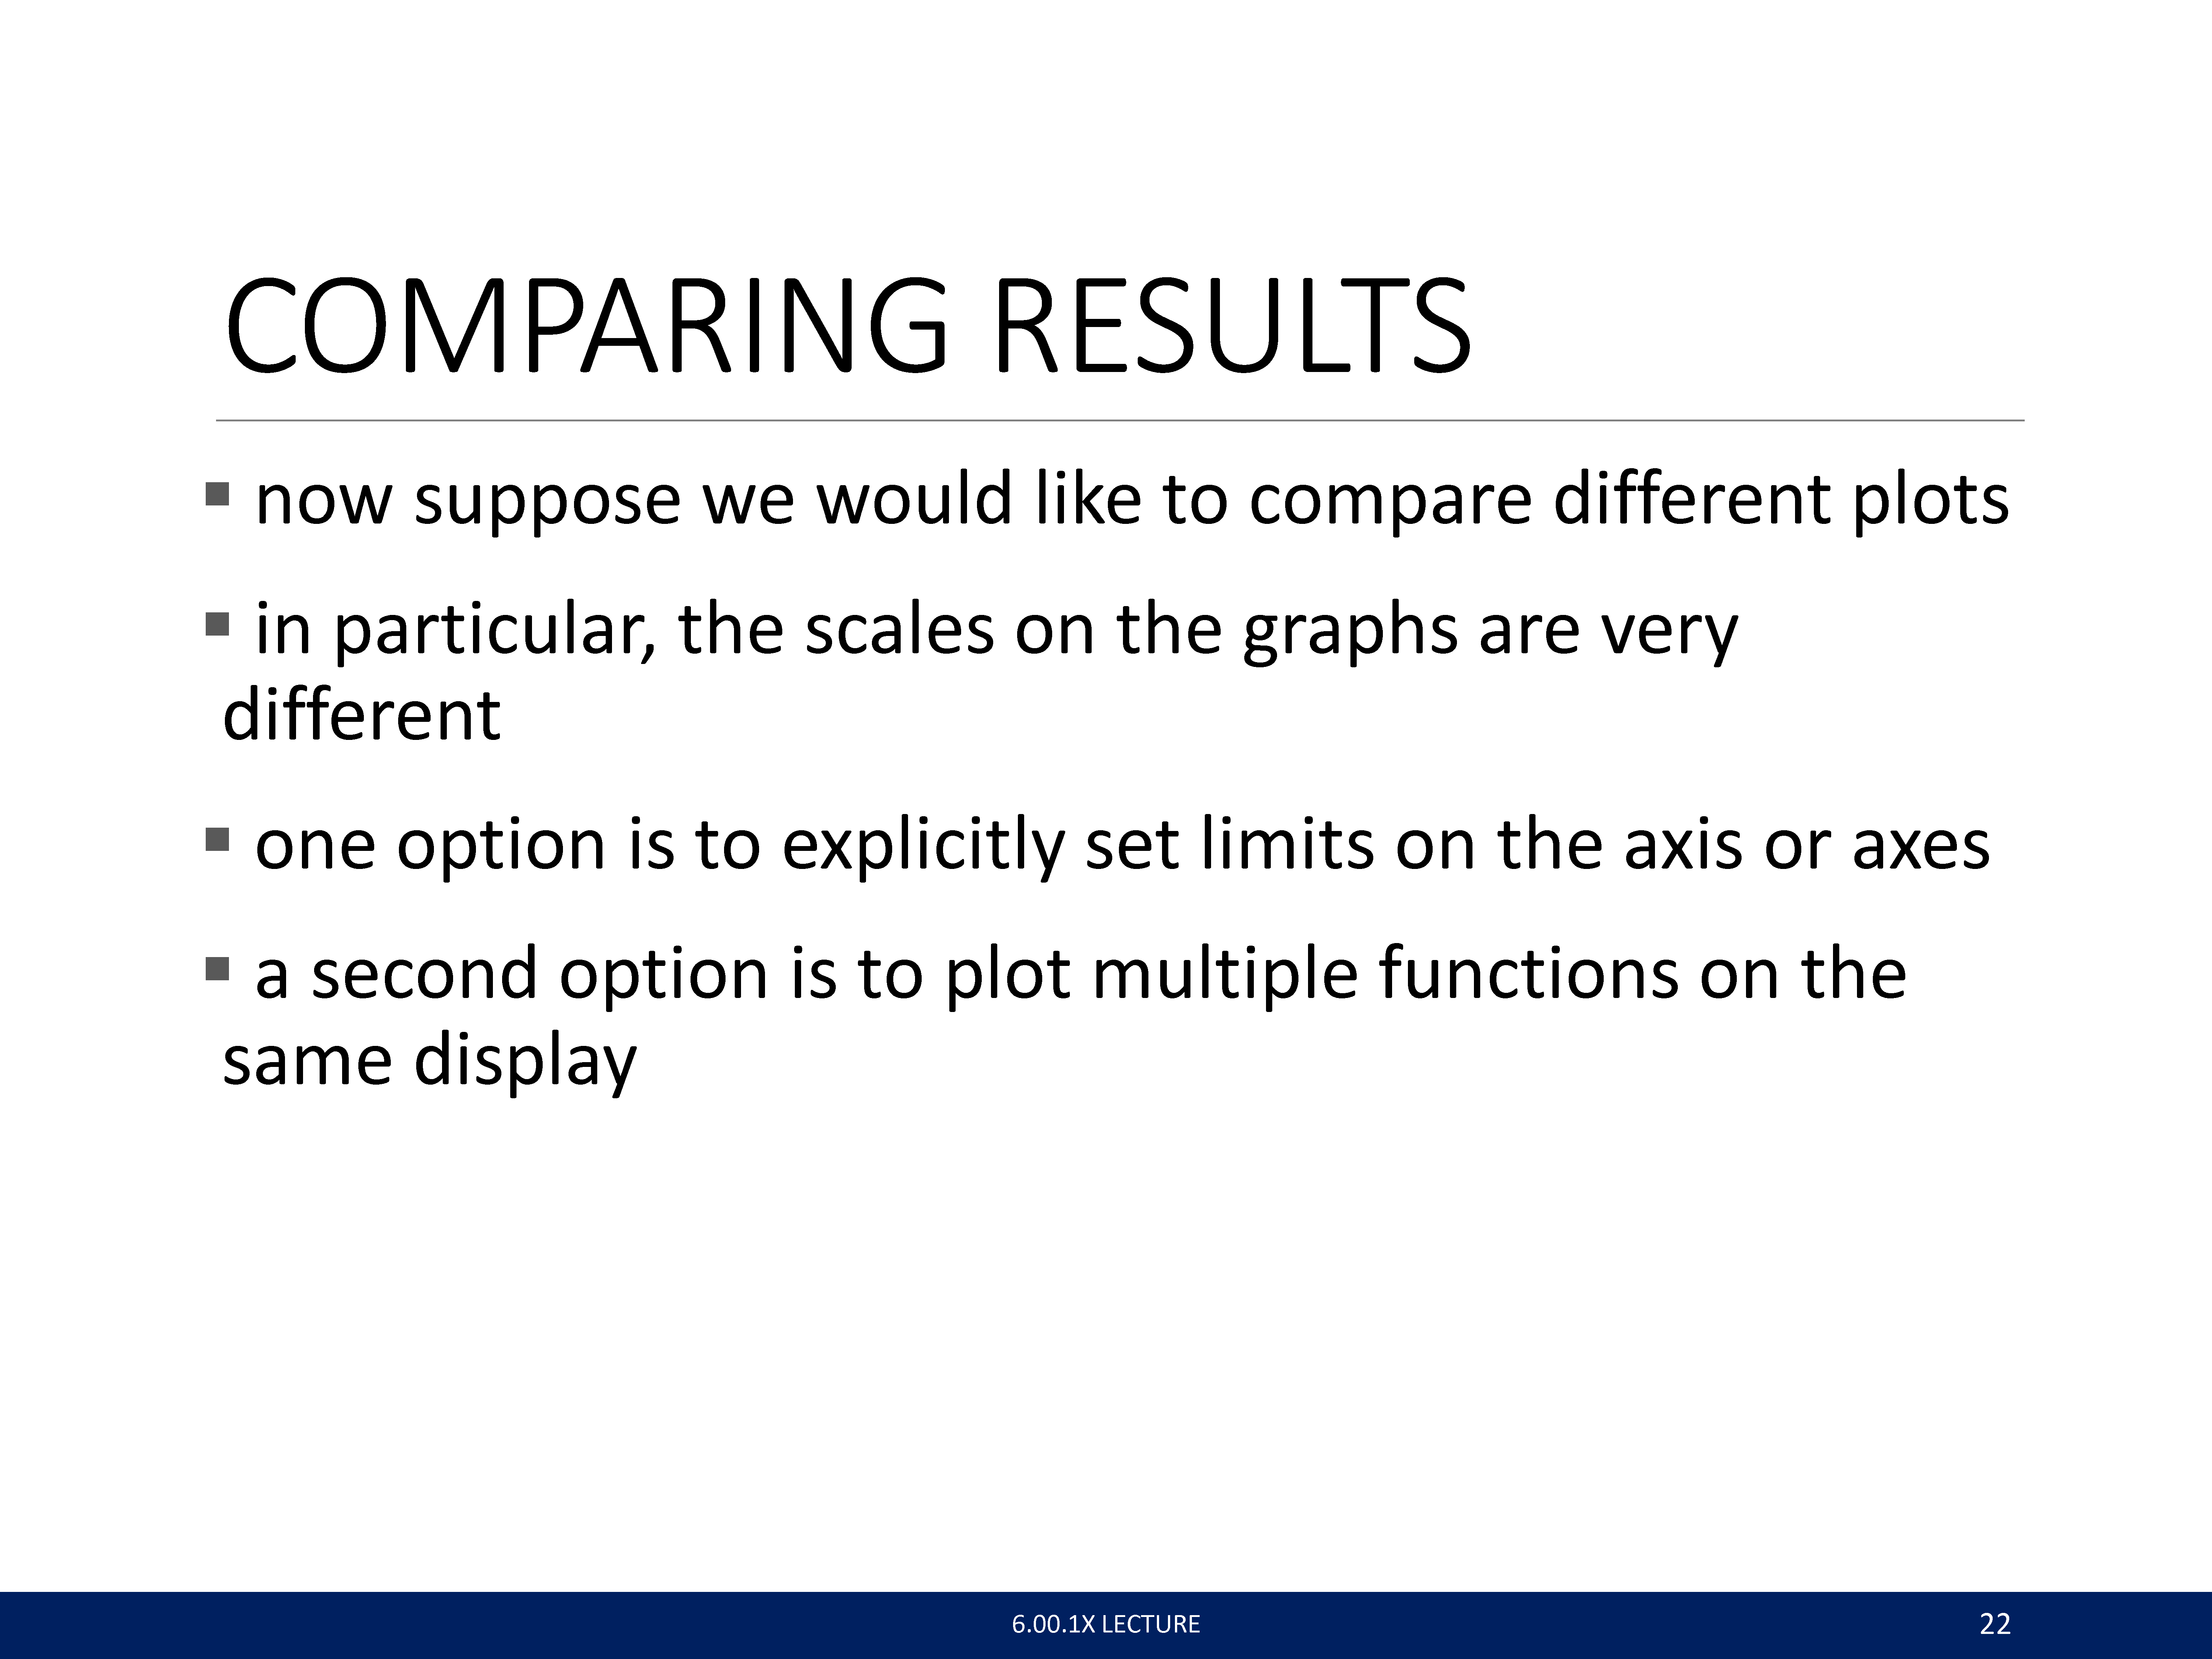 COMPARING RESULTS
▪ now suppose we would like to compare different plots
▪ in particular, the scales on the graphs are very
different
▪ one option is to explicitly set limits on the axis or axes
▪ a second option is to plot multiple functions on the
same display
6.00.1X LECTURE
22